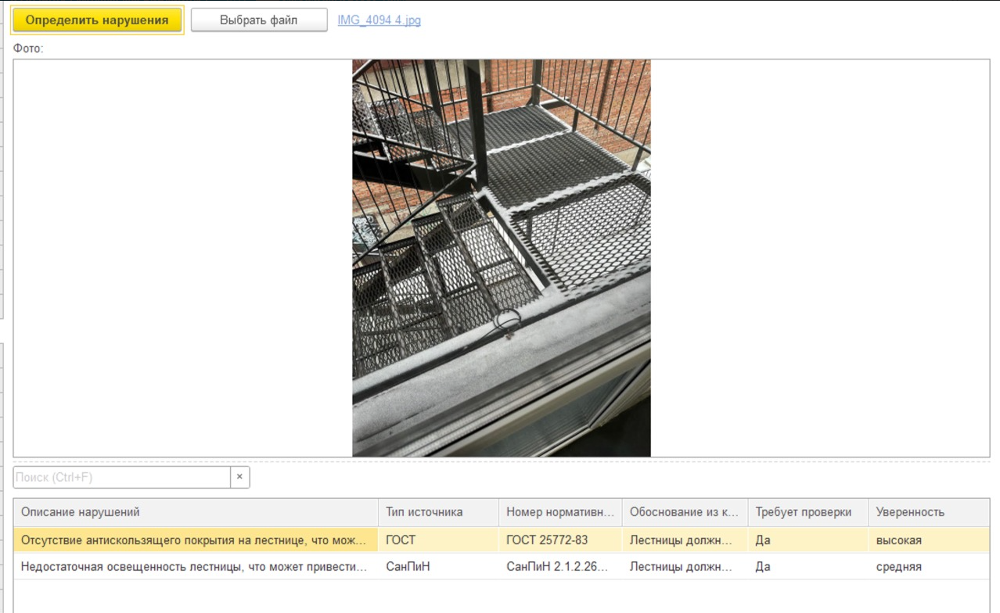 Определить нарушения Выбрать файл IMG_4094 4.jpg
Фото:
Поиск (Ctrl+F) ×
Описание нарушений Тип источника Номер нормативн... Обоснование из к... Требует проверки Уверенность
Отсутствие антискользящего покрытия на лестнице, что мож... ГОСТ ГОСТ 25772-83 Лестницы должн... Да высокая
Недостаточная освещенность лестницы, что может привести... СанПиН СанПиН 2.1.2.26... Лестницы должн... Да средняя